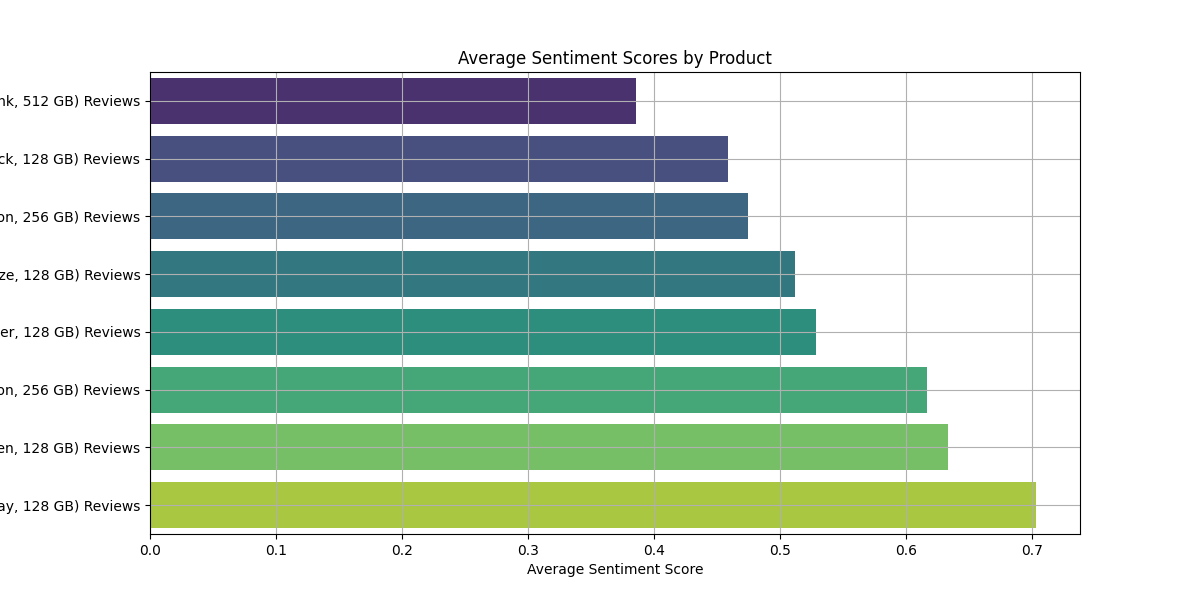 Average Sentiment Scores by Product
nk, 512 GB) Reviews
ck, 128 GB) Reviews
on, 256 GB) Reviews
ze, 128 GB) Reviews
er, 128 GB) Reviews
on, 256 GB) Reviews
en, 128 GB) Reviews
ay, 128 GB) Reviews
0.0 0.1 0.2 0.3 0.4 0.5 0.6 0.7
Average Sentiment Score